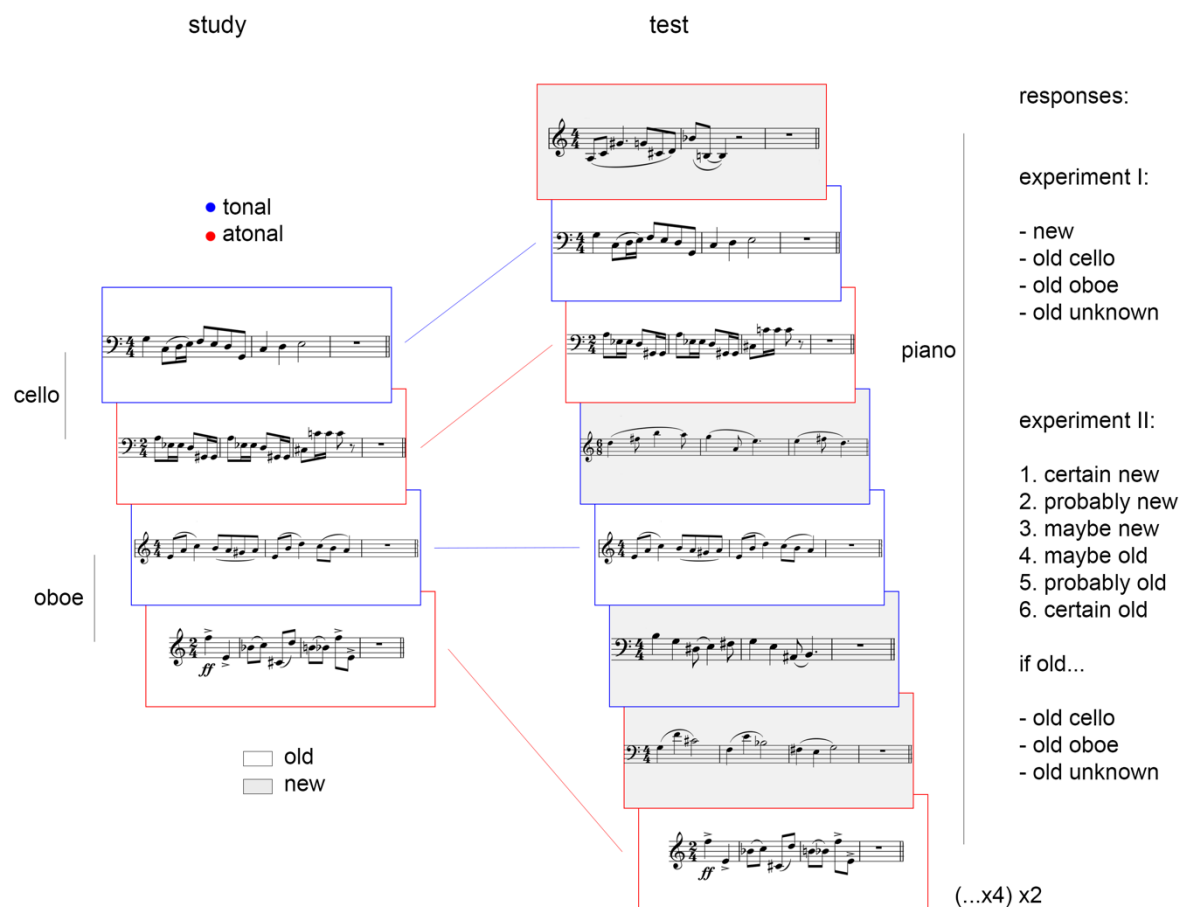 study
test
tonal
atonal
cello
oboe
old
new
ff
ff
piano
(...x4) x2
responses:
experiment I:
- new
- old cello
- old oboe
- old unknown
experiment II:
1. certain new
2. probably new
3. maybe new
4. maybe old
5. probably old
6. certain old
if old...
- old cello
- old oboe
- old unknown